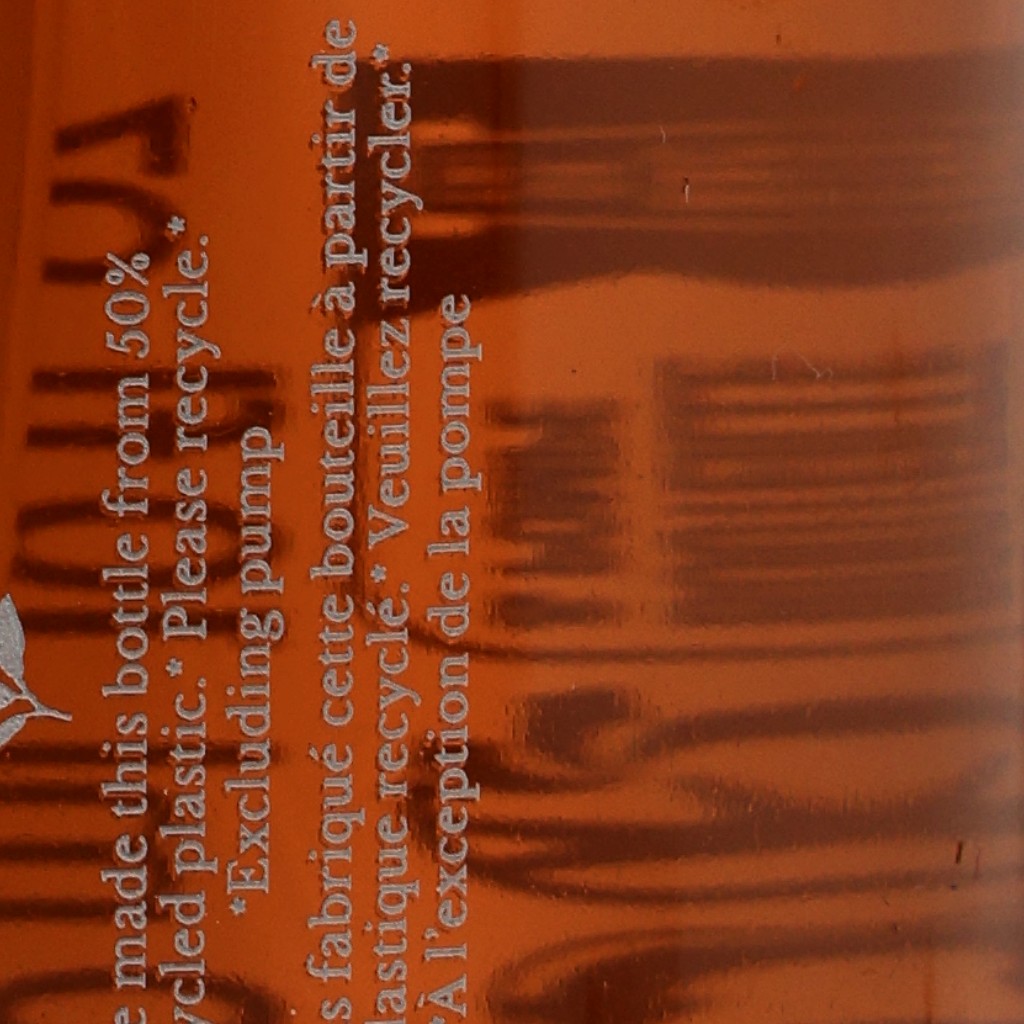 e made this bottle from 50%
ycled plastic.* Please recycle.*
*Excluding pump
s fabriqué cette bouteille à partir de
lastique recyclé.* Veuillez recycler.*
*À l'exception de la pompe